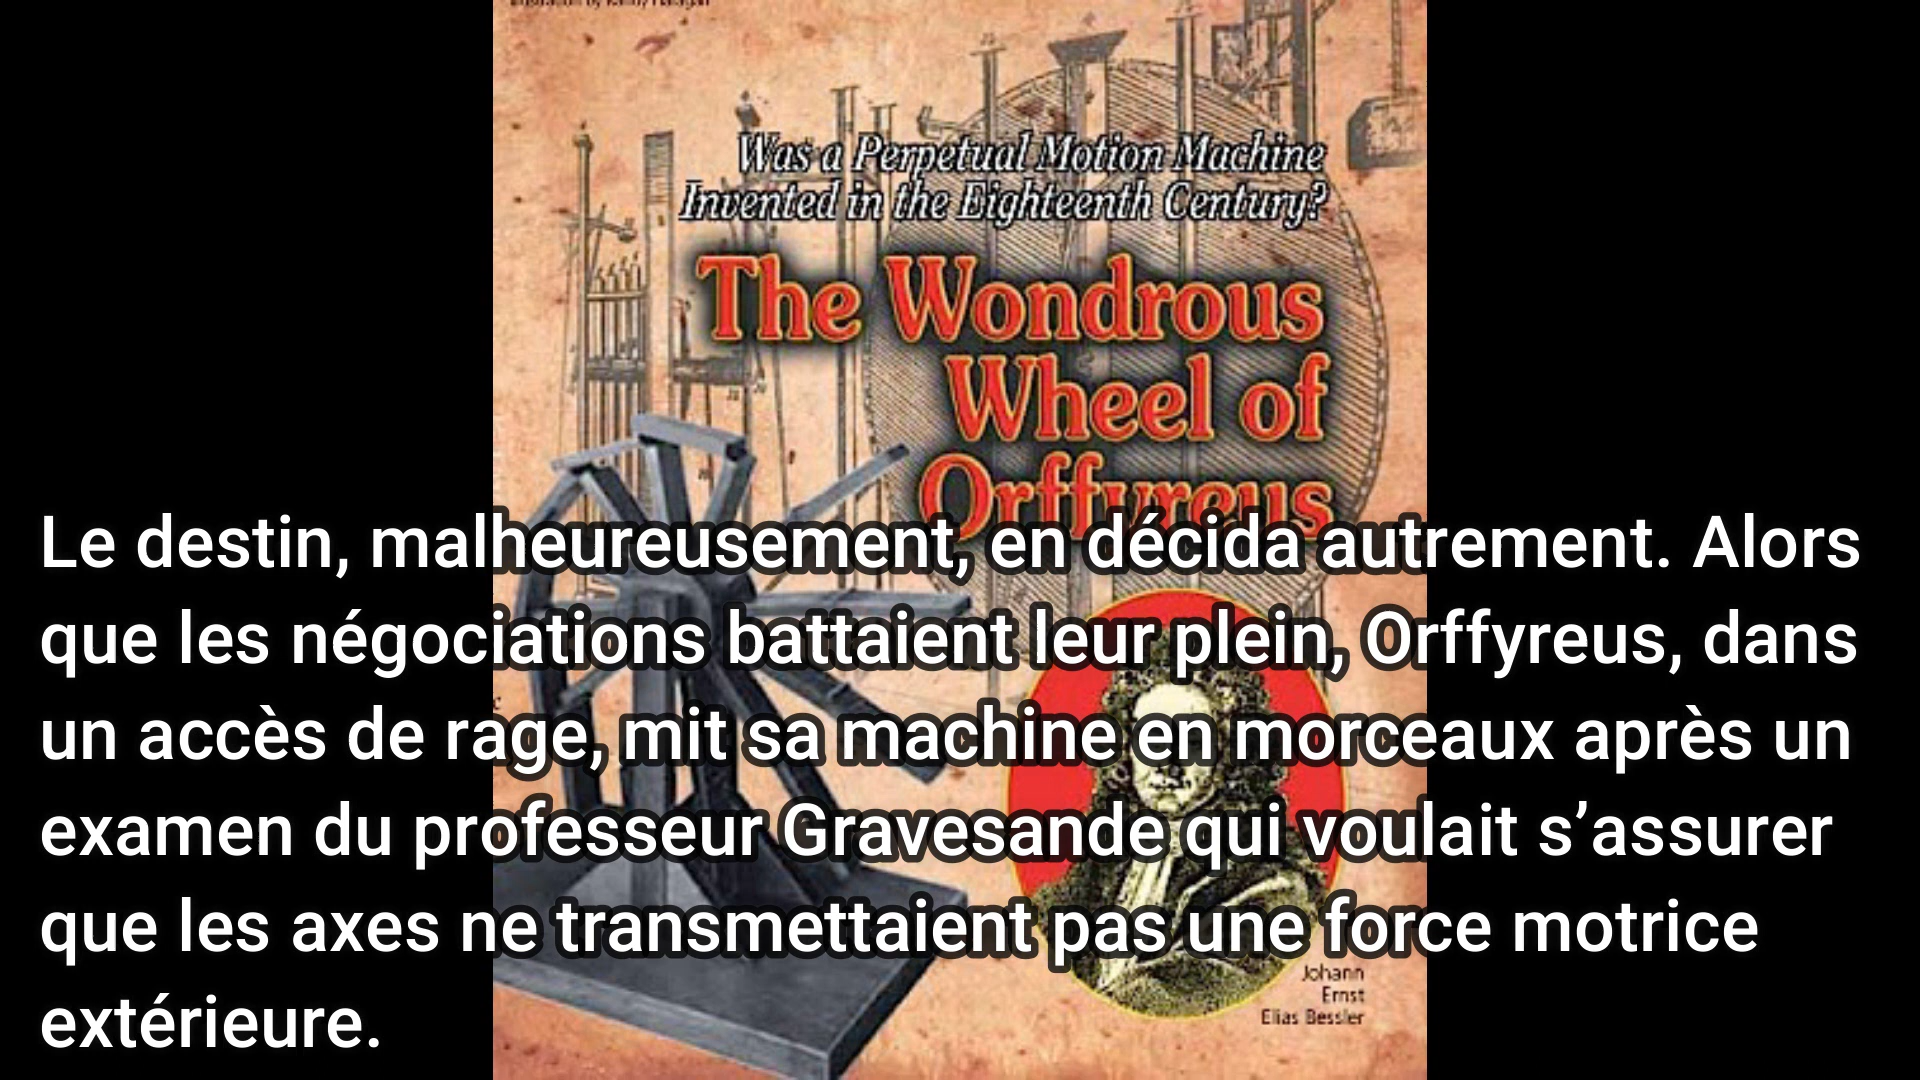 Was a Perpetual Motion Machine
Invented in the Eighteenth Century?
The Wondrous
Wheel of
Orffyreus
Le destin, malheureusement, en décida autrement. Alors
que les négociations battaient leur plein, Orffyreus, dans
un accès de rage, mit sa machine en morceaux après un
examen du professeur Gravesande qui voulait s’assurer
que les axes ne transmettaient pas une force motrice
extérieure.
Johann
Ernst
Elias Bessler